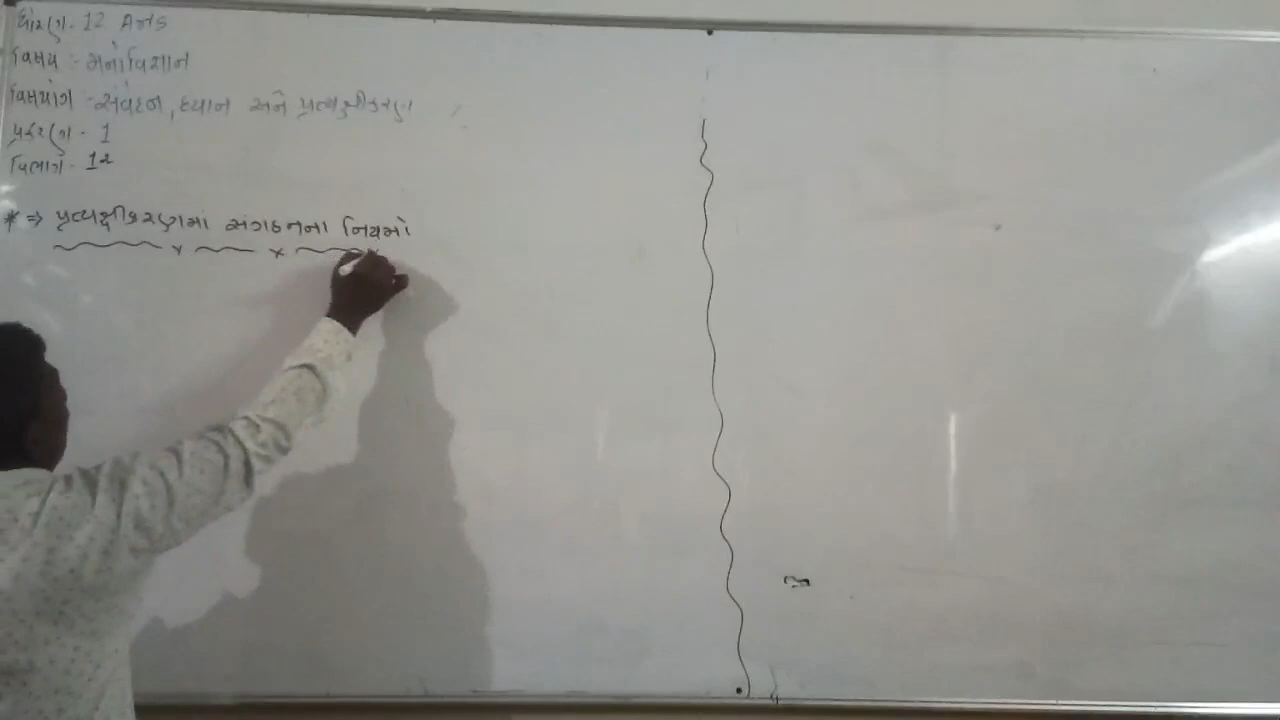 ધોરણ - 12 Arts
વિષય :- મનોવિજ્ઞાન
વિષયાંગ - સંવેદન, ધ્યાન અને પ્રત્યક્ષીકરણ
પ્રકરણ - 1
વિભાગ - 12
* ⇒ પ્રત્યક્ષીકરણમાં સંગઠનના નિયમો